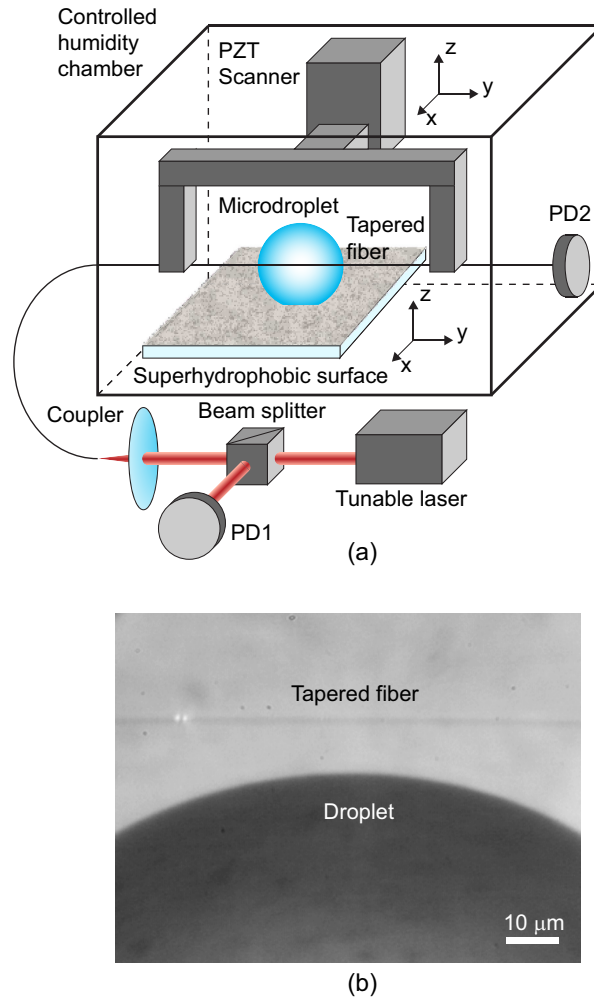 Controlled
humidity
chamber
PZT
Scanner
z
y
x
Microdroplet
Tapered
fiber
PD2
z
y
x
Superhydrophobic surface
Coupler
Beam splitter
Tunable laser
PD1
(a)
Tapered fiber
Droplet
10 μm
(b)